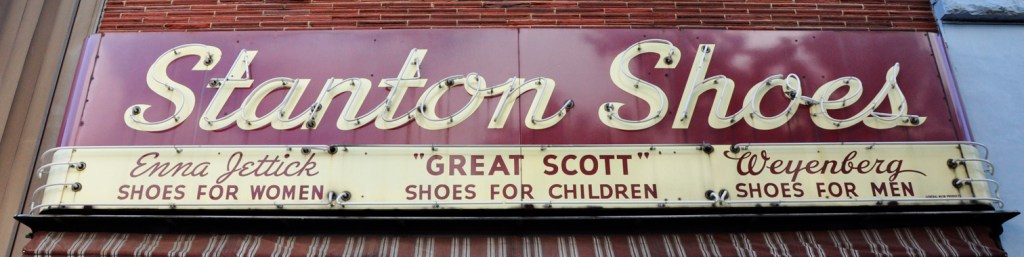 Stanton Shoes
Enna Jettick "GREAT SCOTT" Weyenberg
SHOES FOR WOMEN SHOES FOR CHILDREN SHOES FOR MEN